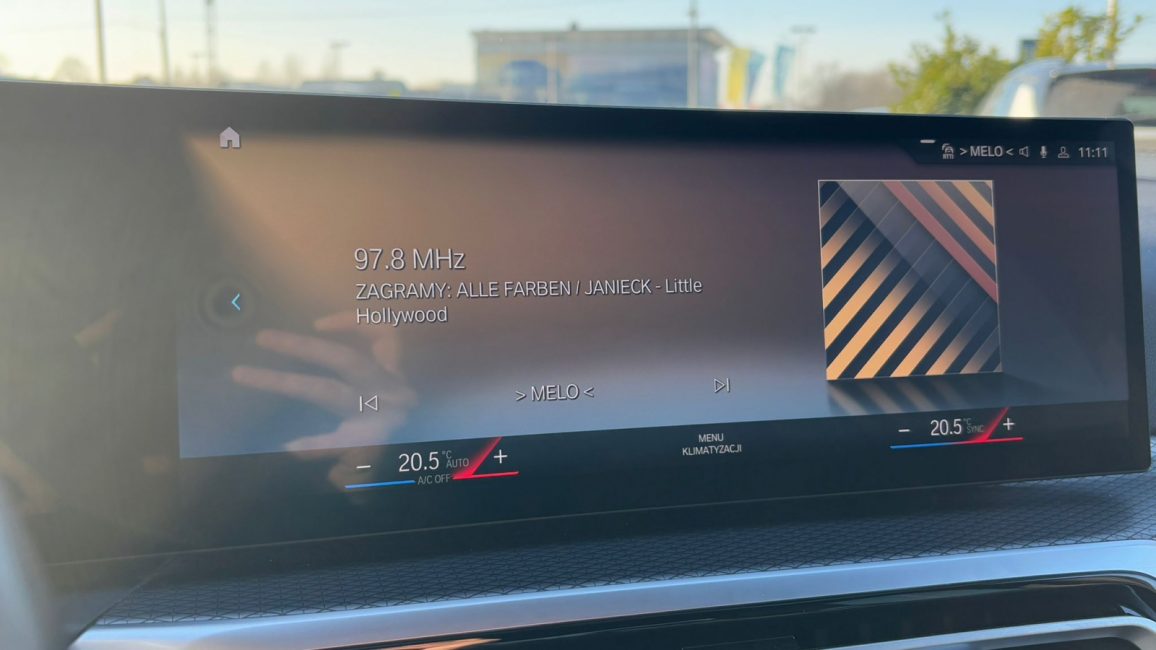 > MELO < 11:11
97.8 MHz
ZAGRAMY: ALLE FARBEN / JANIECK - Little
Hollywood
> MELO <
− 20.5 °C AUTO +
A/C OFF
MENU
KLIMATYZACJI
− 20.5 °C SYNC +